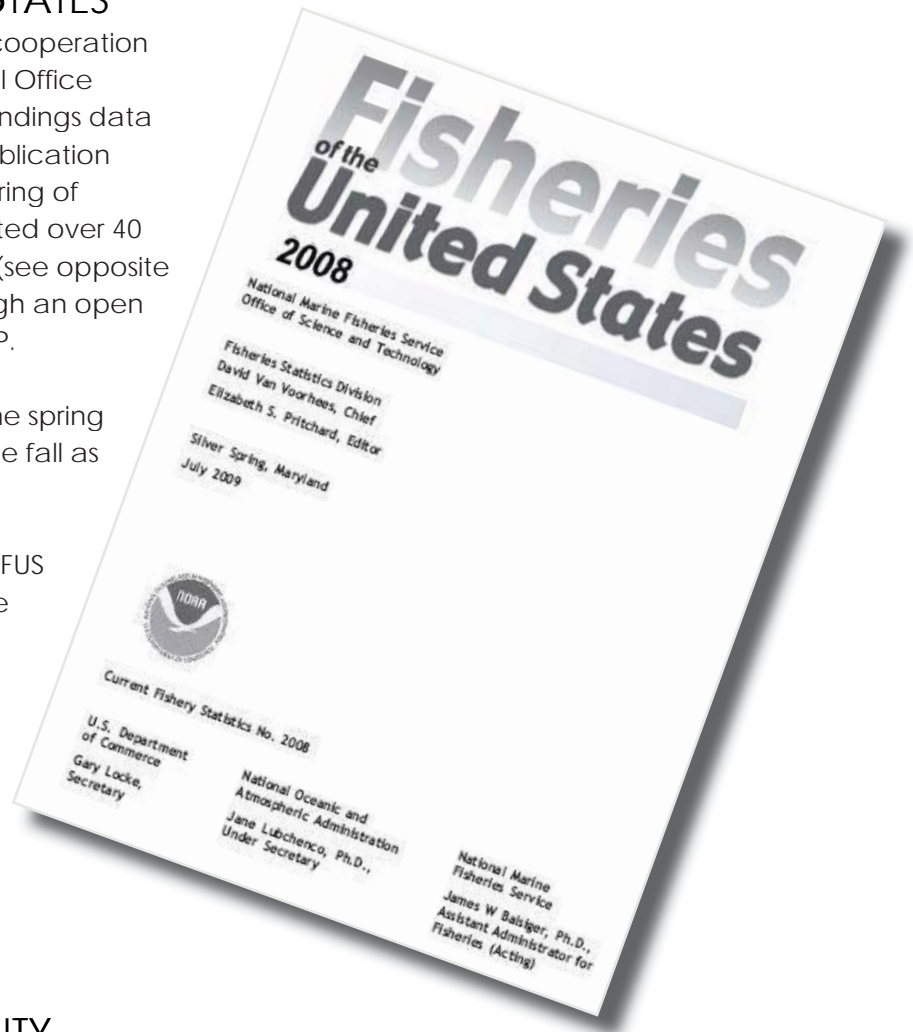 STATES
cooperation
l Office
ndings data
blication
ring of
ted over 40
(see opposite
gh an open
P.
he spring
e fall as
FUS
e
Fisheries
of the
United States
2008
National Marine Fisheries Service
Office of Science and Technology
Fisheries Statistics Division
David Van Voorhees, Chief
Elizabeth S. Pritchard, Editor
Silver Spring, Maryland
July 2009
NOAA
Current Fishery Statistics No. 2008
U.S. Department
of Commerce
Gary Locke,
Secretary
National Oceanic and
Atmospheric Administration
Jane Lubchenco, Ph.D.,
Under Secretary
National Marine
Fisheries Service
James W Balsiger, Ph.D.,
Assistant Administrator for
Fisheries (Acting)
ITY